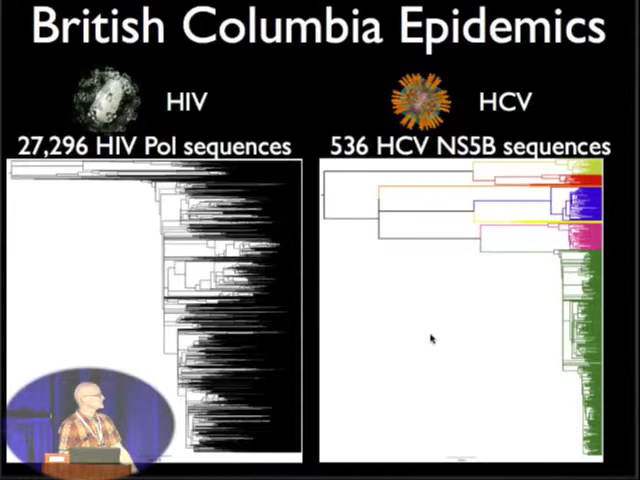 British Columbia Epidemics
HIV
HCV
27,296 HIV Pol sequences
536 HCV NS5B sequences